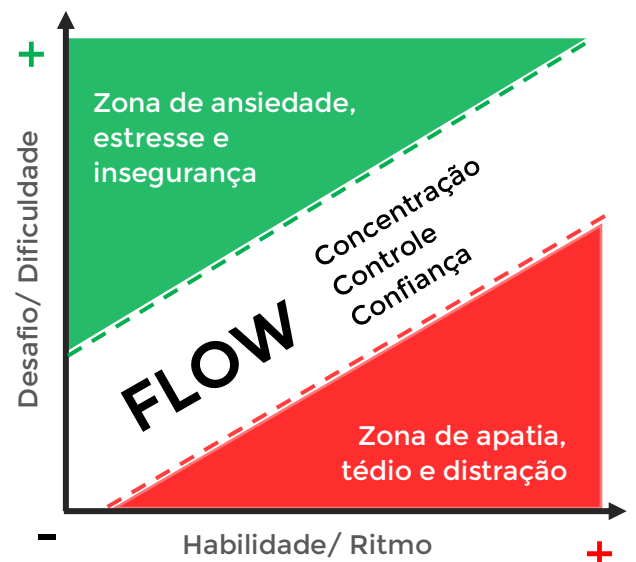 +
Zona de ansiedade,
estresse e
insegurança
Desafio/ Dificuldade
Concentração
Controle
Confiança
FLOW
Zona de apatia,
tédio e distração
-
Habilidade/ Ritmo
+